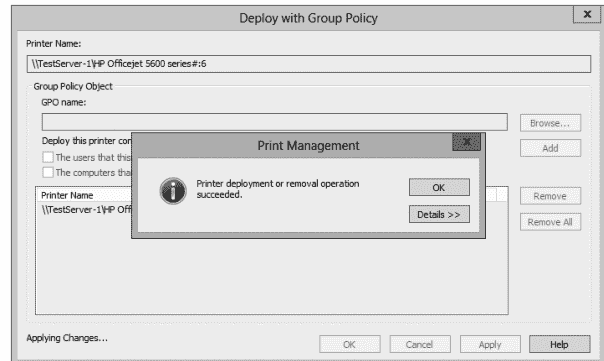 Deploy with Group Policy
x
Printer Name:
\\TestServer-1\HP Officejet 5600 series#:6
Group Policy Object
GPO name:
Browse...
Deploy this printer con
Add
The users that this
The computers tha
Print Management
x
Printer deployment or removal operation
succeeded.
OK
Details >>
Printer Name
\\TestServer-1\HP Off
Remove
Remove All
Applying Changes...
OK
Cancel
Apply
Help